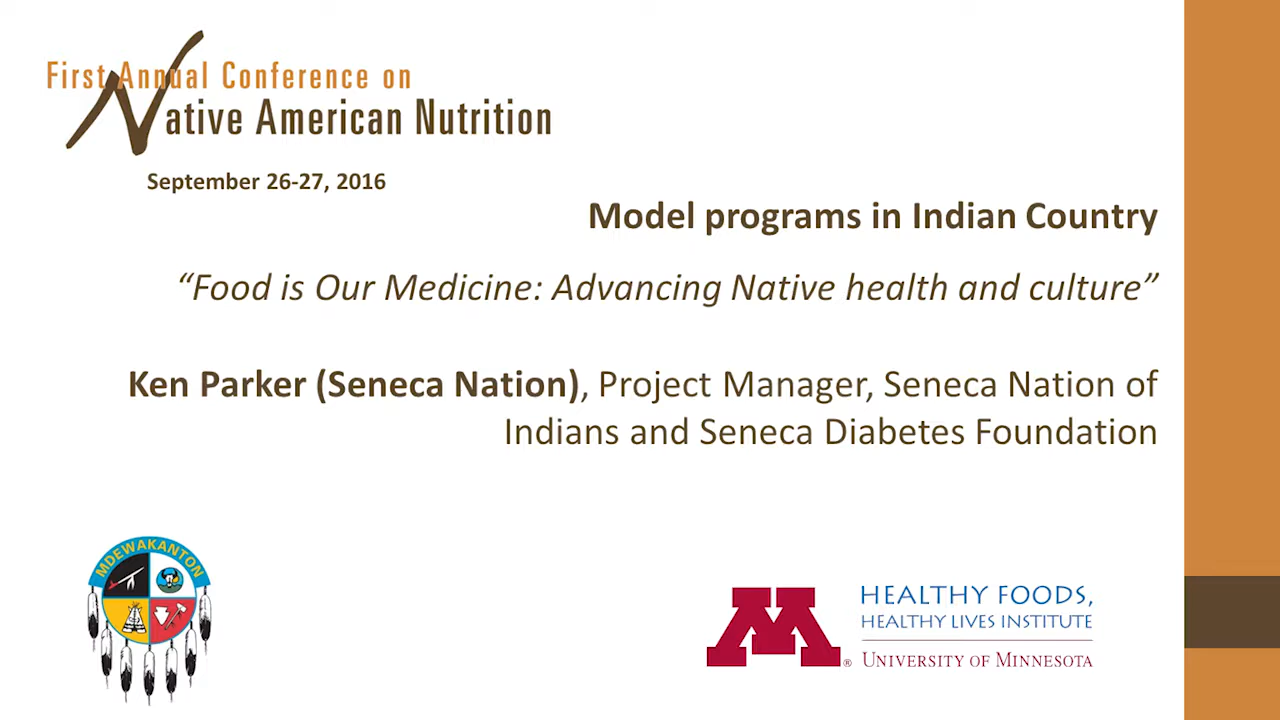 First Annual Conference on
Native American Nutrition
September 26-27, 2016
Model programs in Indian Country
“Food is Our Medicine: Advancing Native health and culture”
Ken Parker (Seneca Nation), Project Manager, Seneca Nation of
Indians and Seneca Diabetes Foundation
MDEWAKANTON
M®
HEALTHY FOODS,
HEALTHY LIVES INSTITUTE
UNIVERSITY OF MINNESOTA